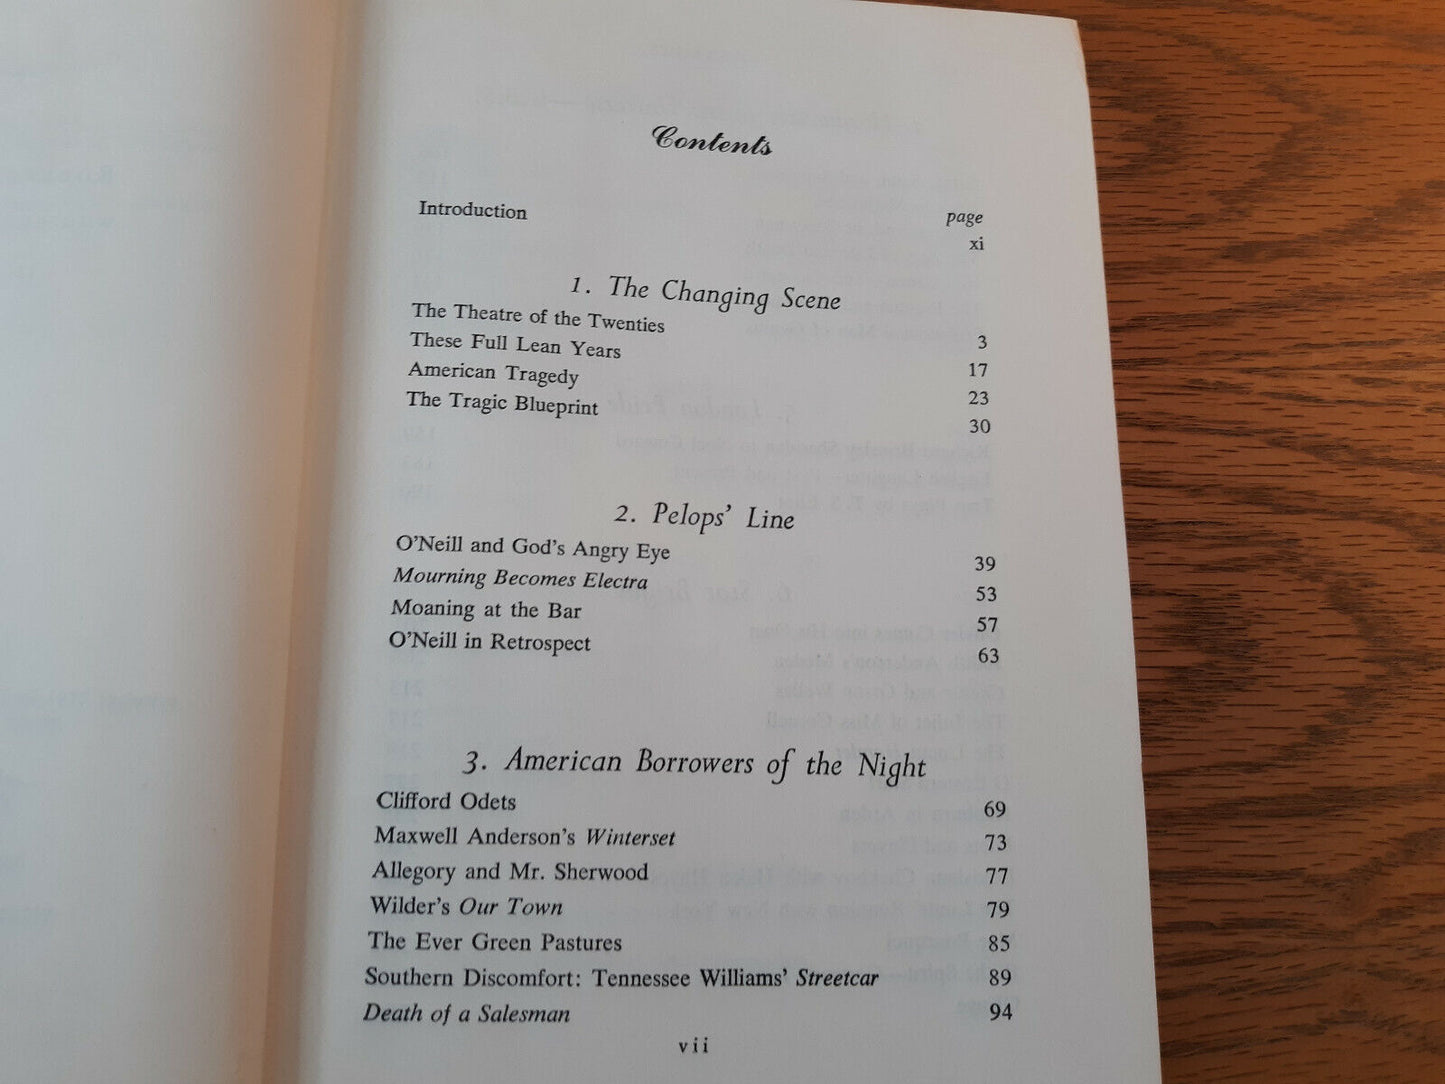 Contents
page
Introduction xi
1. The Changing Scene
The Theatre of the Twenties 3
These Full Lean Years 17
American Tragedy 23
The Tragic Blueprint 30
2. Pelops' Line
O'Neill and God's Angry Eye 39
Mourning Becomes Electra 53
Moaning at the Bar 57
O'Neill in Retrospect 63
3. American Borrowers of the Night
Clifford Odets 69
Maxwell Anderson's Winterset 73
Allegory and Mr. Sherwood 77
Wilder's Our Town 79
The Ever Green Pastures 85
Southern Discomfort: Tennessee Williams' Streetcar 89
Death of a Salesman 94
vii